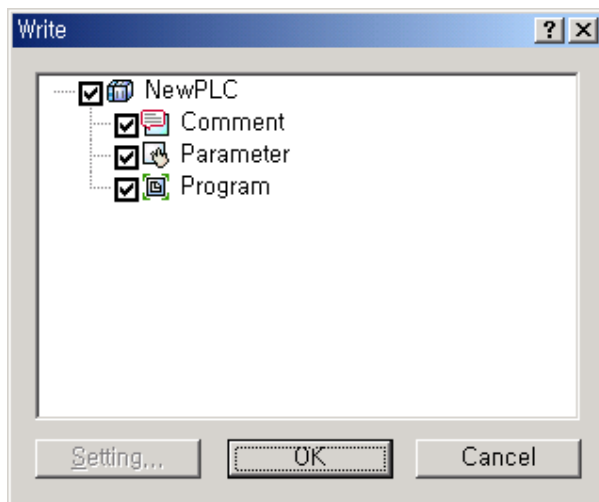 Write
NewPLC
Comment
Parameter
Program
Setting...
OK
Cancel